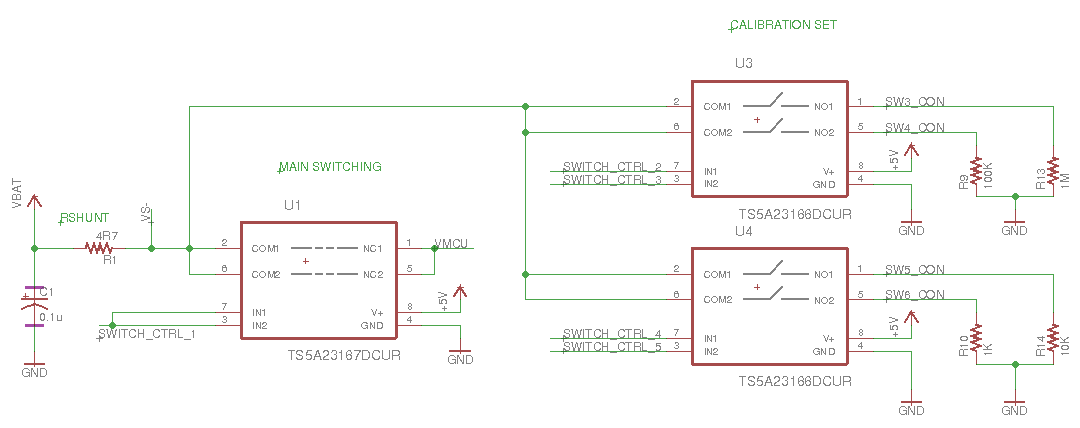 CALIBRATION SET
U3
2 COM1 NO1 1 SW3_CON
6 COM2 NO2 5 SW4_CON
SWITCH_CTRL_2 7 IN1 V+ 8 +5V
SWITCH_CTRL_3 3 IN2 GND 4
R9 100K
R13 1M
TS5A23166DCUR
GND GND
MAIN SWITCHING
VBAT
RSHUNT
4R7
R1
VS-
U1
2 COM1 NC1 1 VMCU
6 COM2 NC2 5
7 IN1 V+ 8 +5V
SWITCH_CTRL_1 3 IN2 GND 4
TS5A23167DCUR
GND
C1
0.1u
GND
U4
2 COM1 NO1 1 SW5_CON
6 COM2 NO2 5 SW6_CON
SWITCH_CTRL_4 7 IN1 V+ 8 +5V
SWITCH_CTRL_5 3 IN2 GND 4
R10 1K
R14 10K
TS5A23166DCUR
GND GND